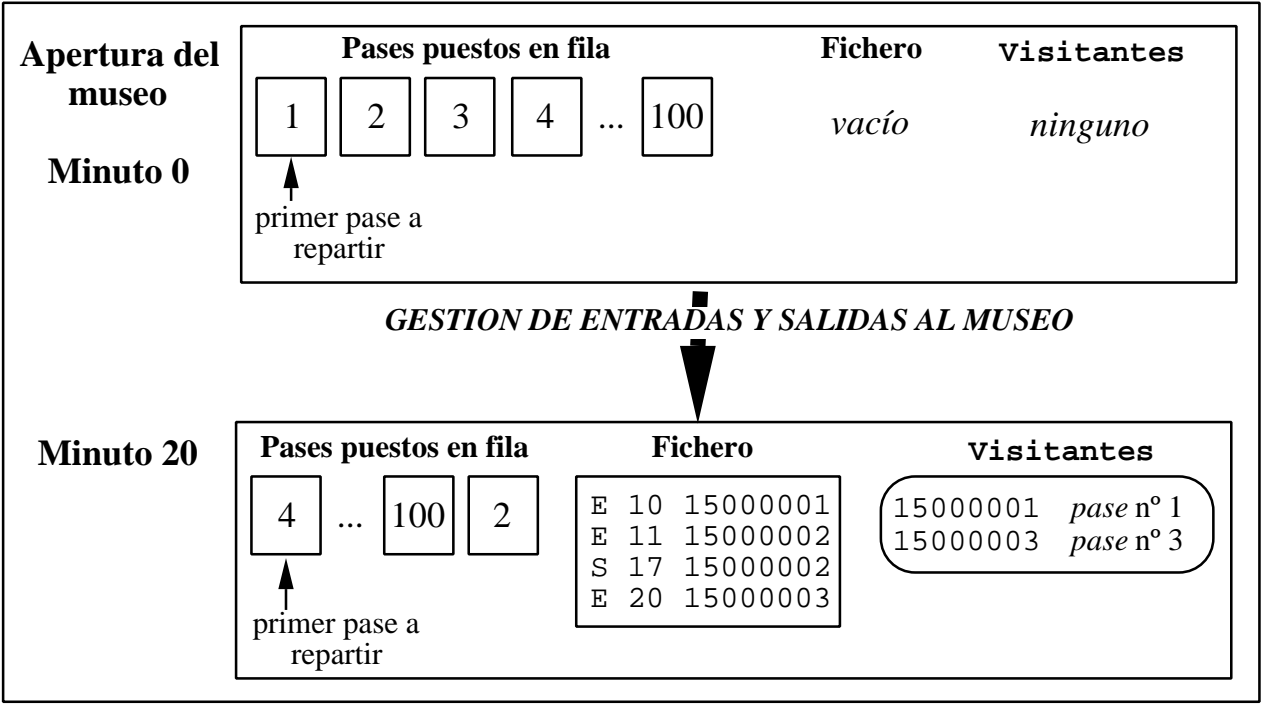 Apertura del
museo
Minuto 0
Pases puestos en fila Fichero Visitantes
1 2 3 4 ... 100 vacío ninguno
primer pase a
repartir
GESTION DE ENTRADAS Y SALIDAS AL MUSEO
Minuto 20
Pases puestos en fila Fichero Visitantes
4 ... 100 2
primer pase a
repartir
E 10 15000001
E 11 15000002
S 17 15000002
E 20 15000003
15000001 pase nº 1
15000003 pase nº 3